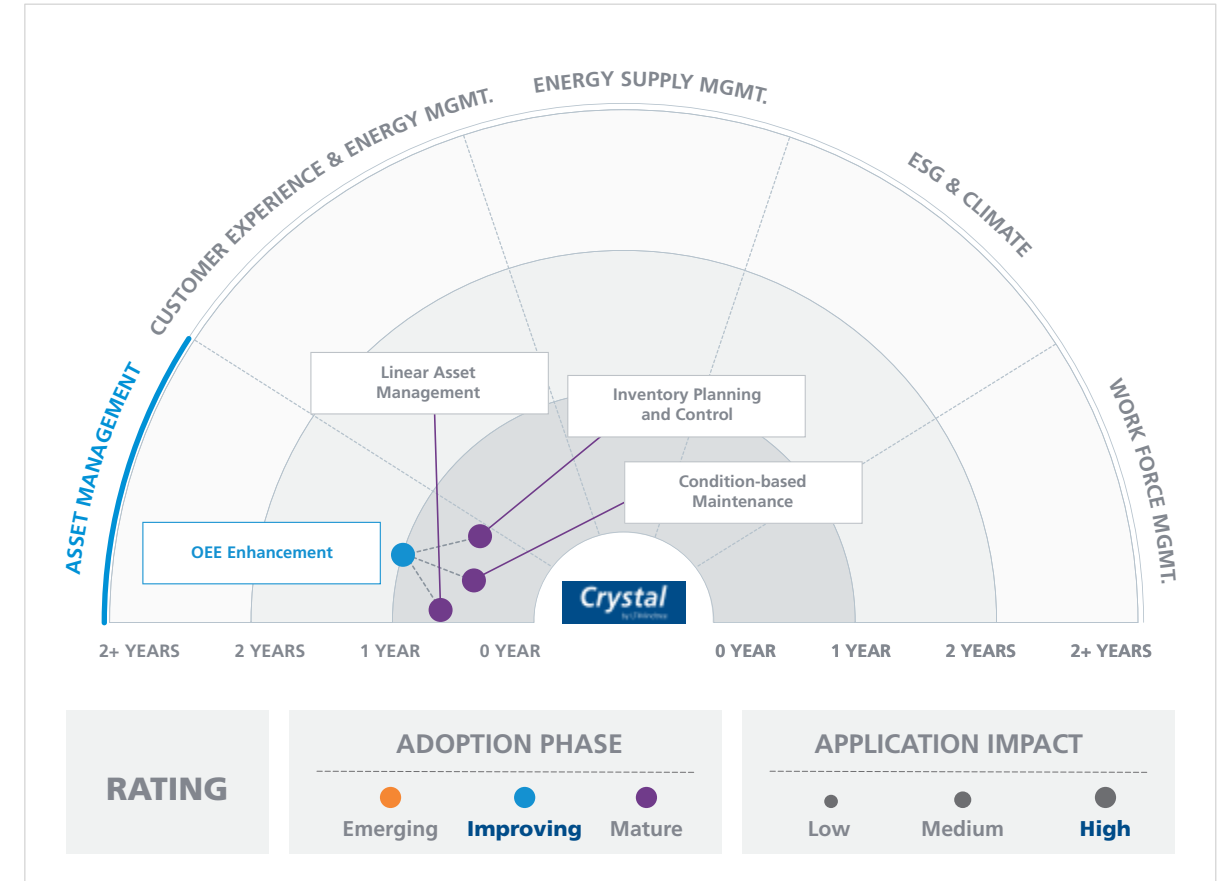 ENERGY SUPPLY MGMT.
CUSTOMER EXPERIENCE & ENERGY MGMT.
ESG & CLIMATE
ASSET MANAGEMENT
WORK FORCE MGMT.
Linear Asset
Management
Inventory Planning
and Control
Condition-based
Maintenance
OEE Enhancement
Crystal
2+ YEARS
2 YEARS
1 YEAR
0 YEAR
0 YEAR
1 YEAR
2 YEARS
2+ YEARS
RATING
ADOPTION PHASE
Emerging
Improving
Mature
APPLICATION IMPACT
Low
Medium
High